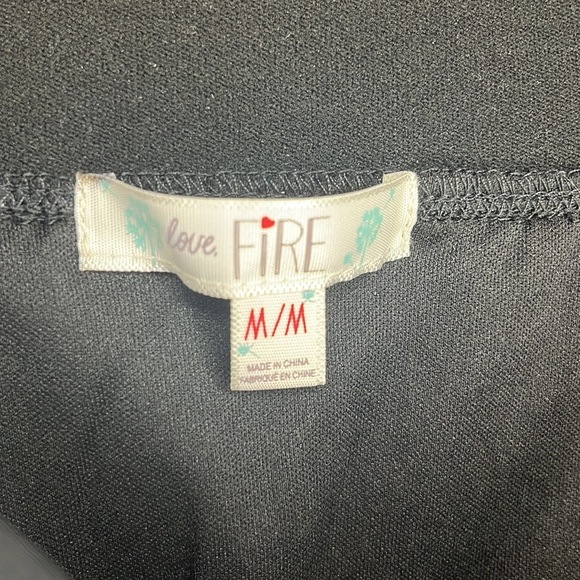 love, FiRE
M/M
MADE IN CHINA
FABRIQUÉ EN CHINE